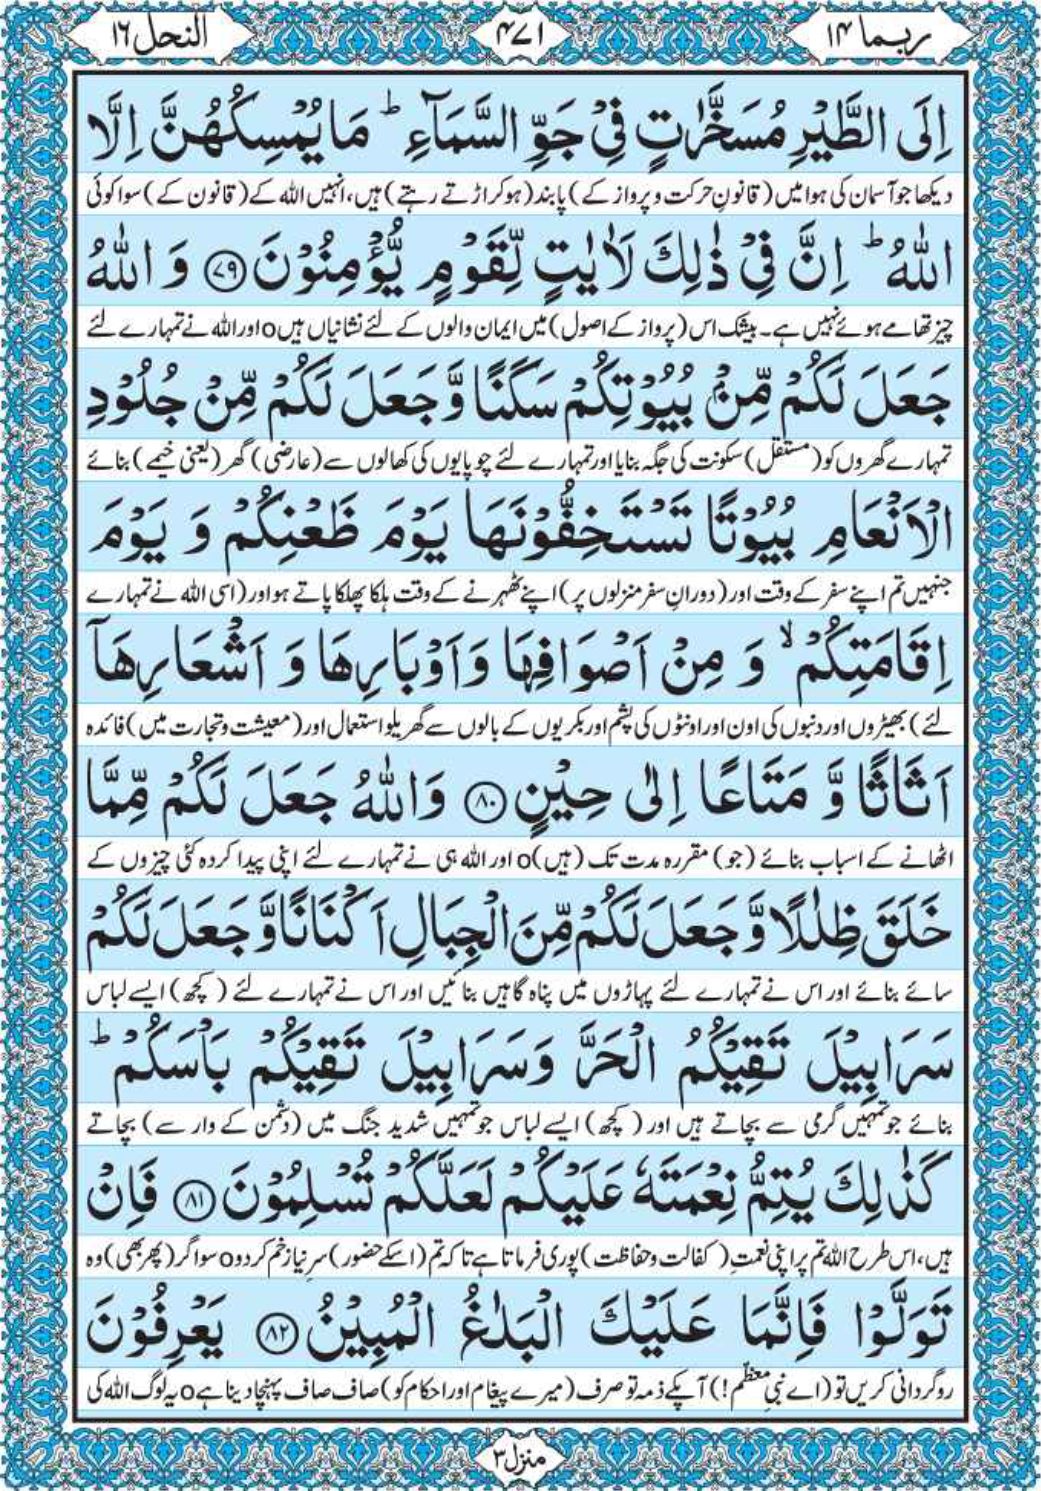 ربما ۱۴
۴۷۱
النحل ۱۶
اِلَى الطَّيْرِ مُسَخَّرٰتٍ فِيْ جَوِّ السَّمَآءِ ؕ مَا يُمْسِكُهُنَّ اِلَّا
دیکھا جو آسمان کی ہوا میں (قانونِ حرکت و پرواز کے) پابند (ہو کر اڑتے رہتے) ہیں، انہیں اللہ کے (قانون کے) سوا کوئی
اللّٰهُ ؕ اِنَّ فِيْ ذٰلِكَ لَاٰيٰتٍ لِّقَوْمٍ يُّؤْمِنُوْنَ ﴿۷۹﴾ وَ اللّٰهُ
چیز تھامے ہوئے نہیں ہے۔ بیشک اس (پرواز کے اصول) میں ایمان والوں کے لئے نشانیاں ہیںo اور اللہ نے تمہارے لئے
جَعَلَ لَكُمْ مِّنْۢ بُيُوْتِكُمْ سَكَنًا وَّ جَعَلَ لَكُمْ مِّنْ جُلُوْدِ
تمہارے گھروں کو (مستقل) سکونت کی جگہ بنایا اور تمہارے لئے چوپایوں کی کھالوں سے (عارضی) گھر (یعنی خیمے) بنائے
الْاَنْعَامِ بُيُوْتًا تَسْتَخِفُّوْنَهَا يَوْمَ ظَعْنِكُمْ وَ يَوْمَ
جنہیں تم اپنے سفر کے وقت اور (دورانِ سفر منزلوں پر) اپنے ٹھہرنے کے وقت ہلکا پھلکا پاتے ہو اور (اسی اللہ نے تمہارے
اِقَامَتِكُمْ ۙ وَ مِنْ اَصْوَافِهَا وَ اَوْبَارِهَا وَ اَشْعَارِهَاۤ
لئے) بھیڑوں اور دنبوں کی اون اور اونٹوں کی پشم اور بکریوں کے بالوں سے گھریلو استعمال اور (معیشت و تجارت میں) فائدہ
اَثَاثًا وَّ مَتَاعًا اِلٰى حِيْنٍ ﴿۸۰﴾ وَاللّٰهُ جَعَلَ لَكُمْ مِّمَّا
اٹھانے کے اسباب بنائے (جو) مقررہ مدت تک (ہیں)o اور اللہ ہی نے تمہارے لئے اپنی پیدا کردہ کئی چیزوں کے
خَلَقَ ظِلٰلًا وَّ جَعَلَ لَكُمْ مِّنَ الْجِبَالِ اَكْنَانًا وَّ جَعَلَ لَكُمْ
سائے بنائے اور اس نے تمہارے لئے پہاڑوں میں پناہ گاہیں بنائیں اور اس نے تمہارے لئے (کچھ) ایسے لباس
سَرَابِيْلَ تَقِيْكُمُ الْحَرَّ وَسَرَابِيْلَ تَقِيْكُمْ بَاْسَكُمْ ؕ
بنائے جو تمہیں گرمی سے بچاتے ہیں اور (کچھ) ایسے لباس جو تمہیں شدید جنگ میں (دشمن کے وار سے) بچاتے
كَذٰلِكَ يُتِمُّ نِعْمَتَهٗ عَلَيْكُمْ لَعَلَّكُمْ تُسْلِمُوْنَ ﴿۸۱﴾ فَاِنْ
ہیں، اس طرح اللہ تم پر اپنی نعمتِ (کفالت و حفاظت) پوری فرماتا ہے تاکہ تم (اسکے حضور) سرِ نیاز خم کر دوo سو اگر (پھر بھی) وہ
تَوَلَّوْا فَاِنَّمَا عَلَيْكَ الْبَلٰغُ الْمُبِيْنُ ﴿۸۲﴾ يَعْرِفُوْنَ
روگردانی کریں تو (اے نبیِ معظّم!) آپکے ذمہ تو صرف (میرے پیغام اور احکام کو) صاف صاف پہنچا دینا ہےo یہ لوگ اللہ کی
منزل ۳